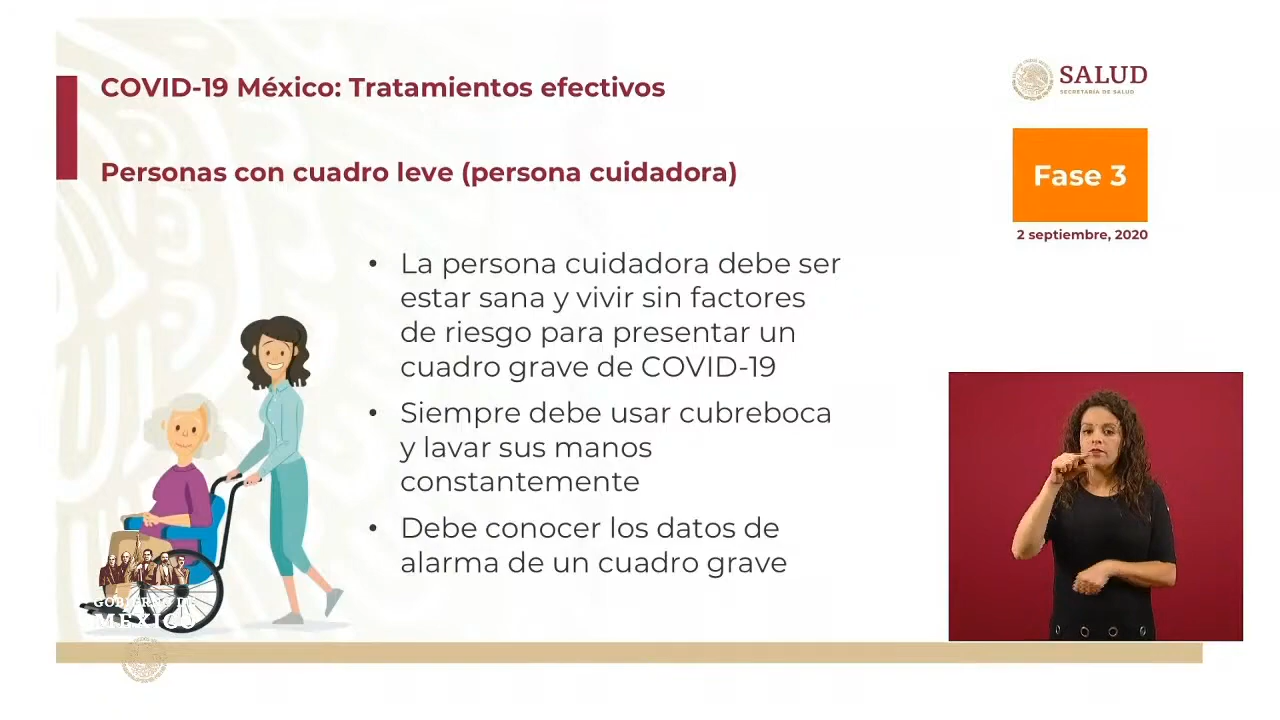 COVID-19 México: Tratamientos efectivos
Personas con cuadro leve (persona cuidadora)
SALUD
SECRETARÍA DE SALUD
Fase 3
2 septiembre, 2020
• La persona cuidadora debe ser
estar sana y vivir sin factores
de riesgo para presentar un
cuadro grave de COVID-19
• Siempre debe usar cubreboca
y lavar sus manos
constantemente
• Debe conocer los datos de
alarma de un cuadro grave
GOBIERNO DE
MÉXICO